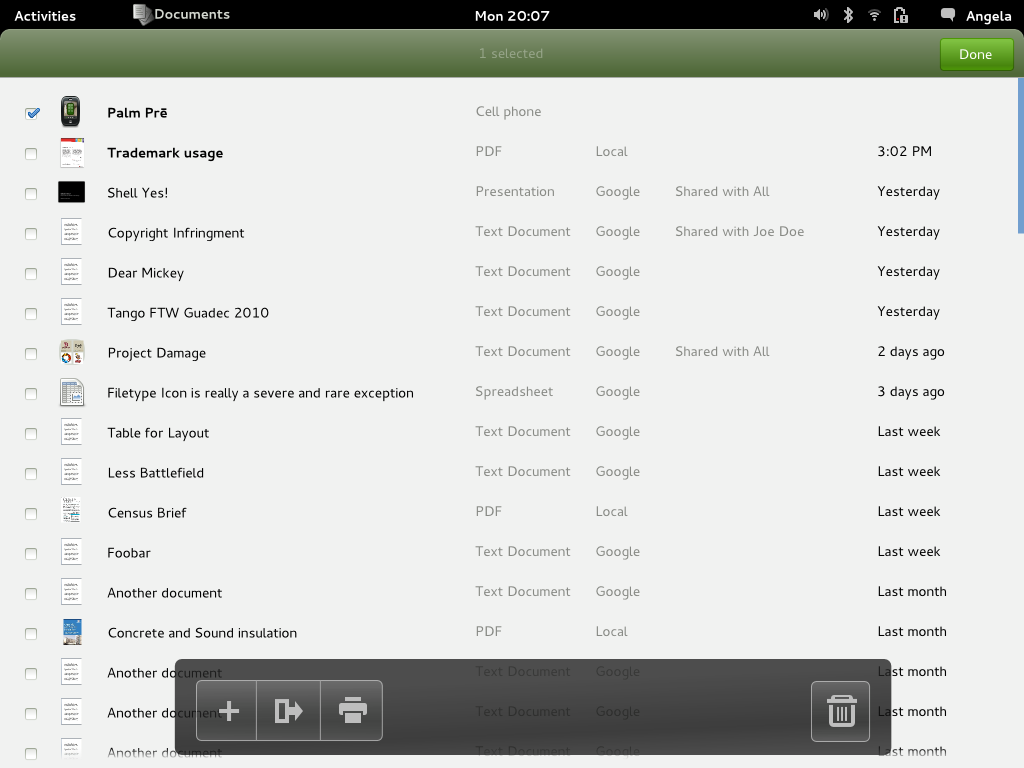 Activities Documents Mon 20:07 Angela
1 selected Done
Palm Prē Cell phone
Trademark usage PDF Local 3:02 PM
Shell Yes! Presentation Google Shared with All Yesterday
Copyright Infringment Text Document Google Shared with Joe Doe Yesterday
Dear Mickey Text Document Google Yesterday
Tango FTW Guadec 2010 Text Document Google Yesterday
Project Damage Text Document Google Shared with All 2 days ago
Filetype Icon is really a severe and rare exception Spreadsheet Google 3 days ago
Table for Layout Text Document Google Last week
Less Battlefield Text Document Google Last week
Census Brief PDF Local Last week
Foobar Text Document Google Last week
Another document Text Document Google Last month
Concrete and Sound insulation PDF Local Last month
Another document Text Document Google Last month
Another document Text Document Google Last month
Another document Text Document Google Last month